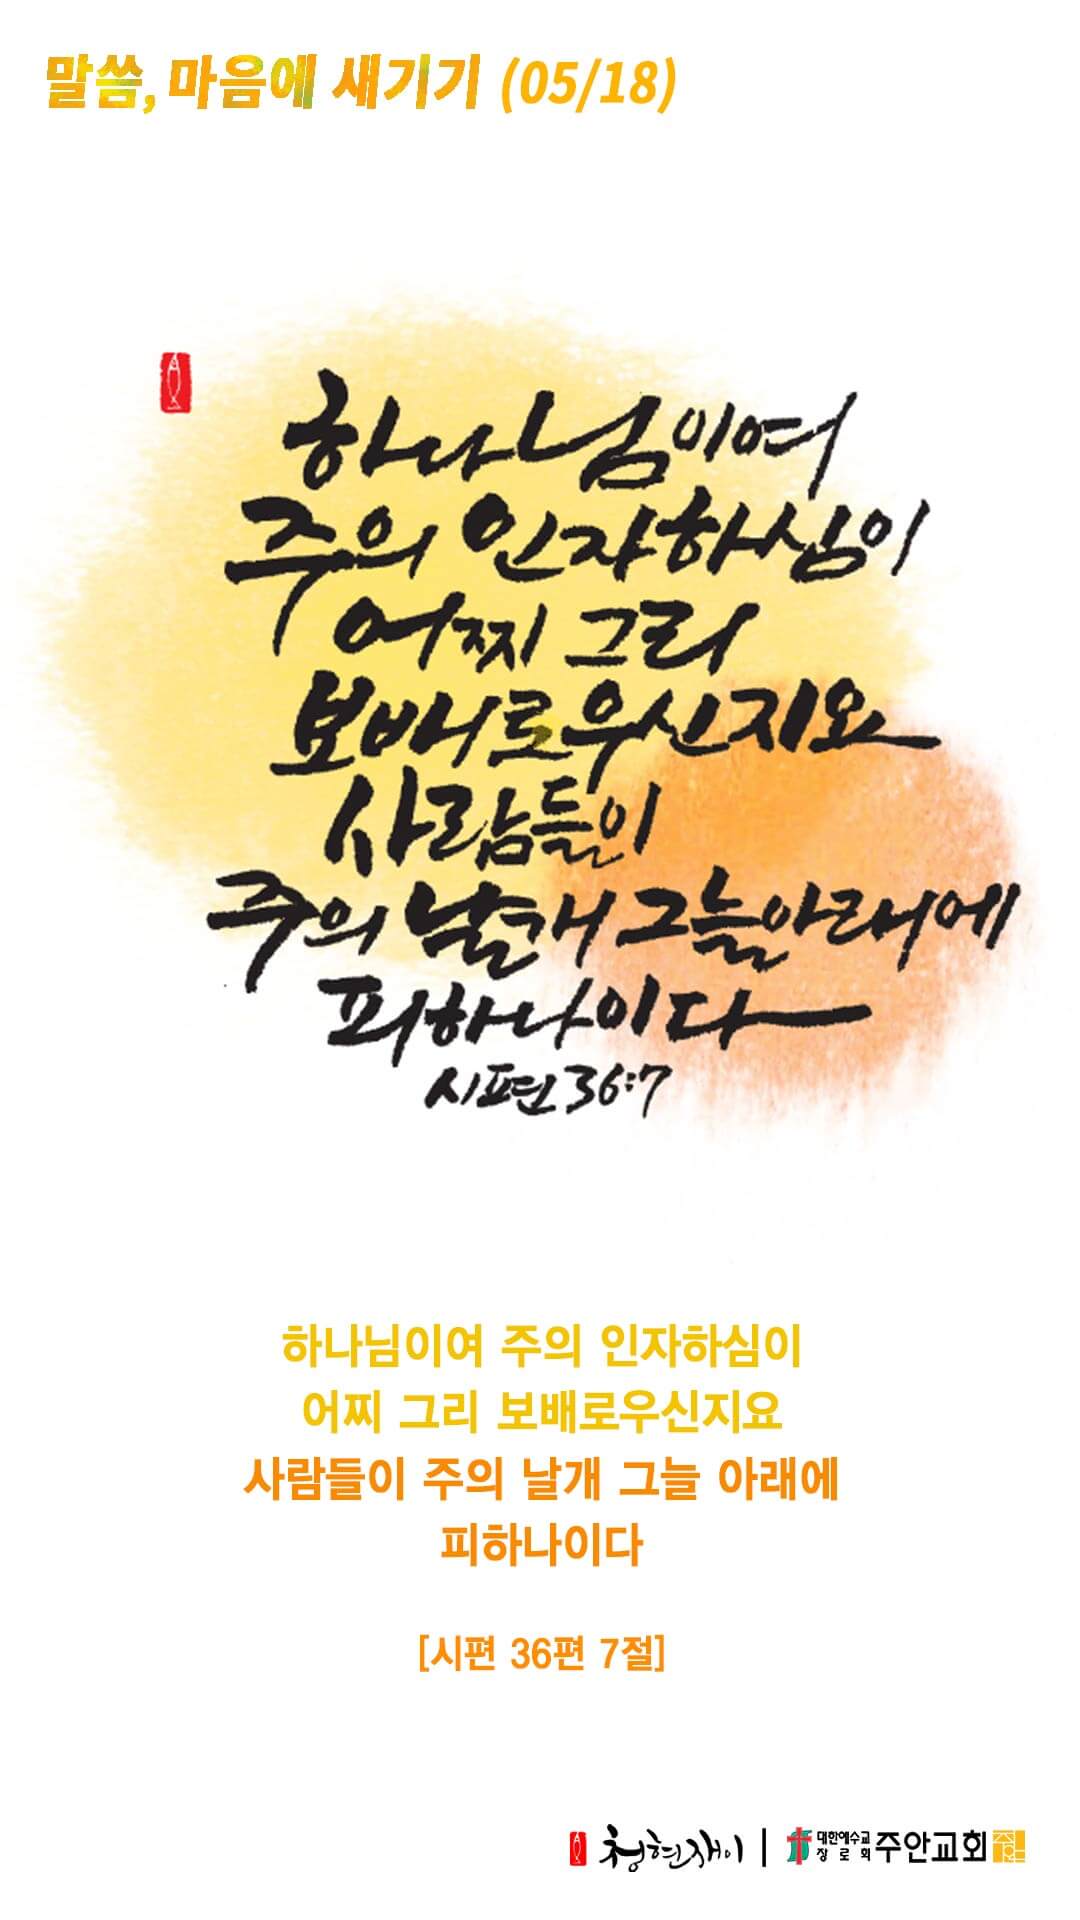 말씀, 마음에 새기기 (05/18)
하나님이여
주의 인자하심이
어찌 그리
보배로우신지요
사람들이
주의 날개 그늘 아래에
피하나이다
시편 36:7
하나님이여 주의 인자하심이
어찌 그리 보배로우신지요
사람들이 주의 날개 그늘 아래에
피하나이다
[시편 36편 7절]
청현재이 | 대한예수교 장로회 주안교회